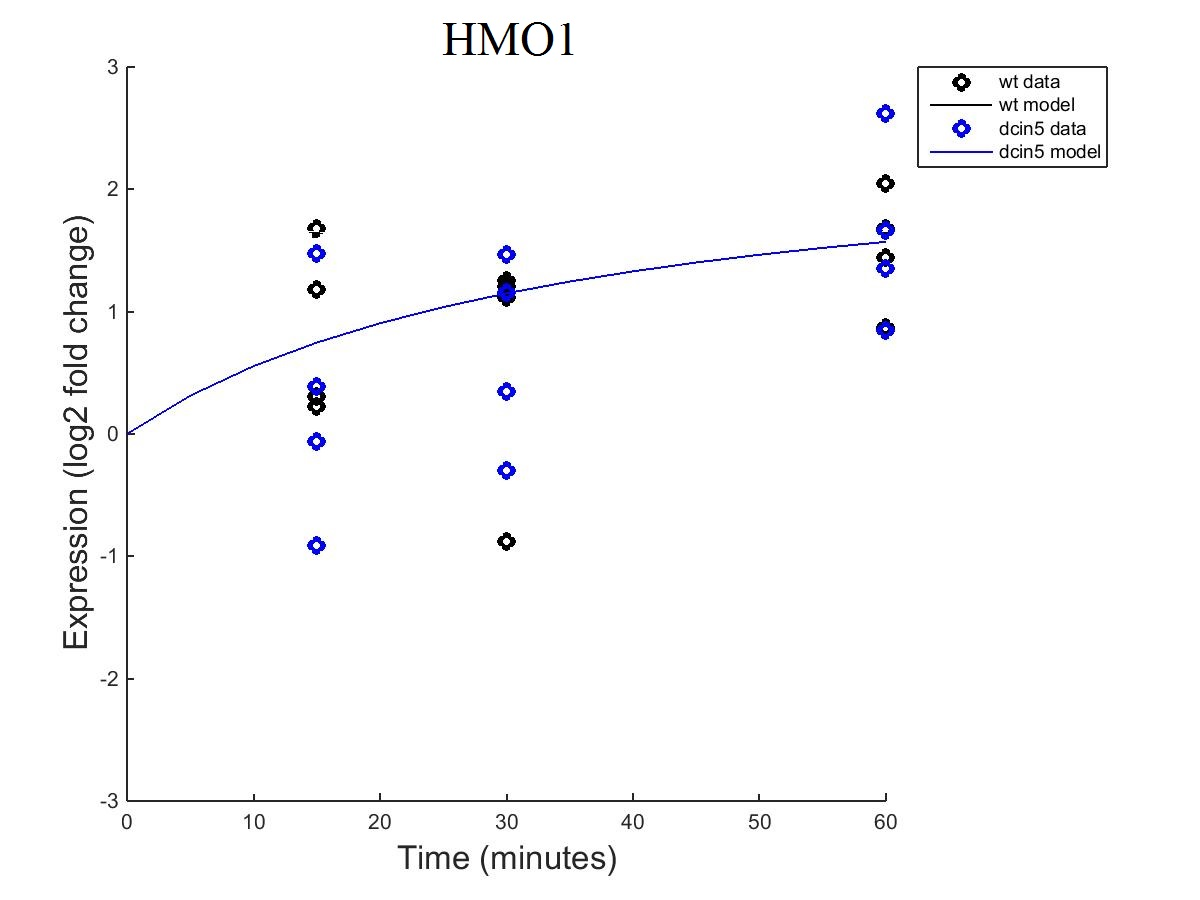 HMO1
3
2
1
0
-1
-2
-3
Expression (log2 fold change)
0 10 20 30 40 50 60
Time (minutes)
wt data
wt model
dcin5 data
dcin5 model